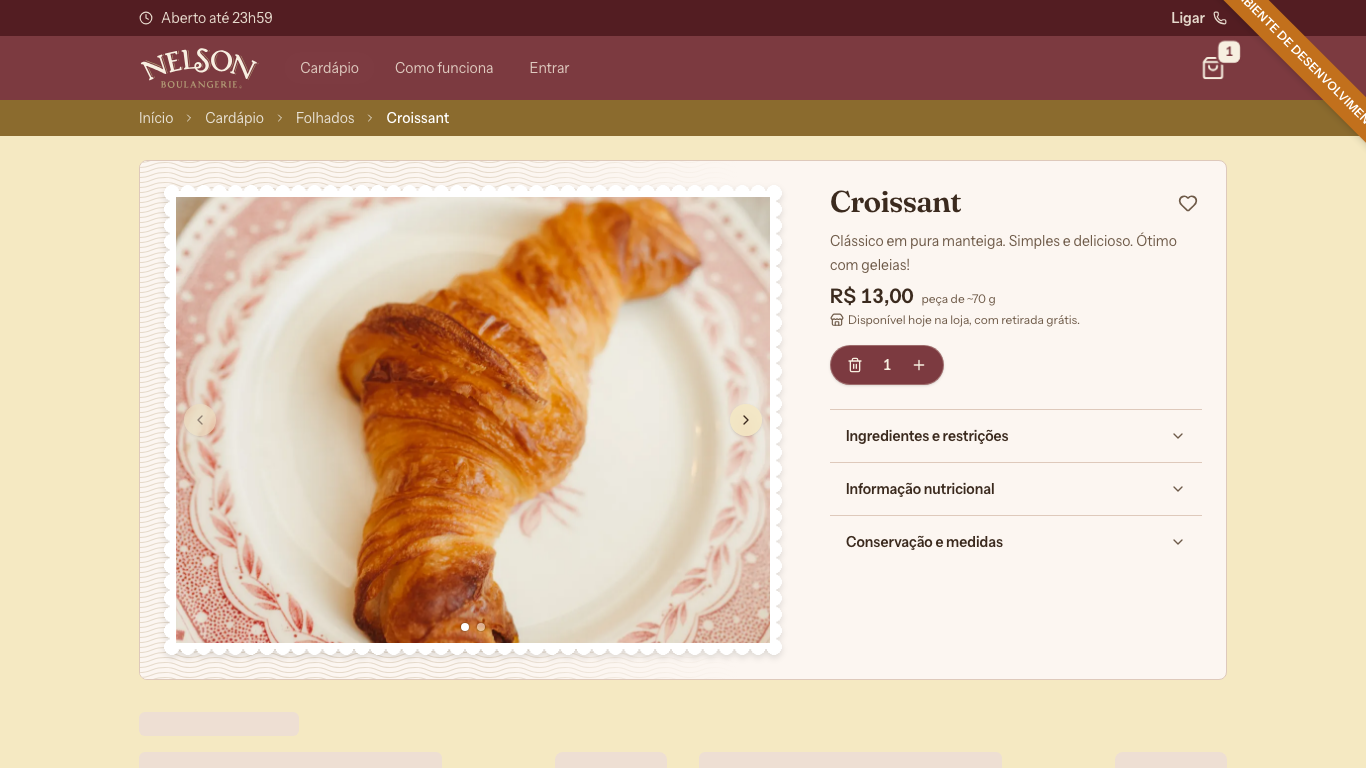 Aberto até 23h59
Ligar
NELSON
BOULANGERIE.
Cardápio
Como funciona
Entrar
1
DE DESENVOLVIMEN
Início
Cardápio
Folhados
Croissant
Croissant
Clássico em pura manteiga. Simples e delicioso. Ótimo
com geleias!
R$ 13,00 peça de ~70 g
Disponível hoje na loja, com retirada grátis.
1
Ingredientes e restrições
Informação nutricional
Conservação e medidas